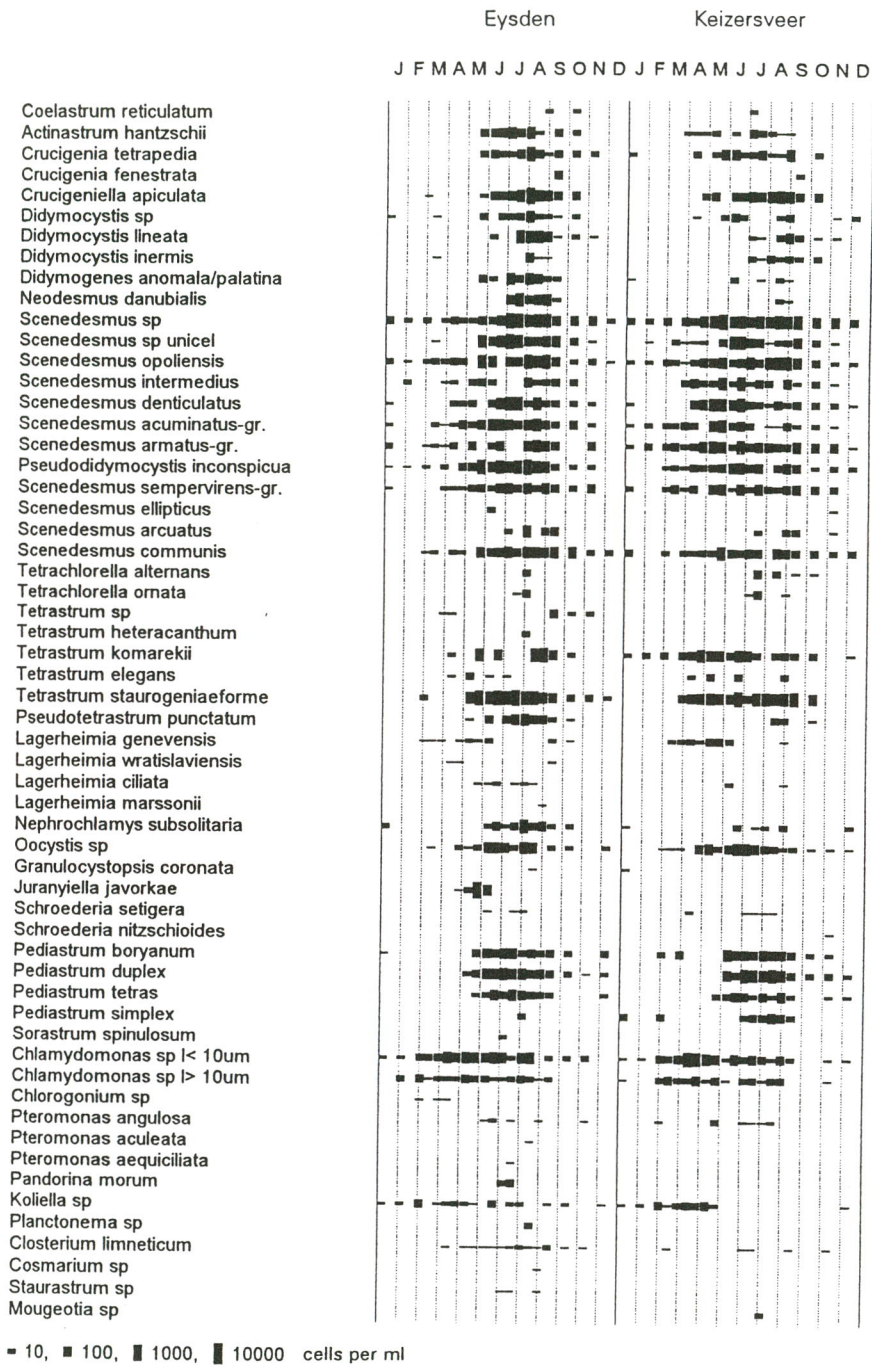 Eysden Keizersveer
J F M A M J J A S O N D J F M A M J J A S O N D
Coelastrum reticulatum
Actinastrum hantzschii
Crucigenia tetrapedia
Crucigenia fenestrata
Crucigeniella apiculata
Didymocystis sp
Didymocystis lineata
Didymocystis inermis
Didymogenes anomala/palatina
Neodesmus danubialis
Scenedesmus sp
Scenedesmus sp unicel
Scenedesmus opoliensis
Scenedesmus intermedius
Scenedesmus denticulatus
Scenedesmus acuminatus-gr.
Scenedesmus armatus-gr.
Pseudodidymocystis inconspicua
Scenedesmus sempervirens-gr.
Scenedesmus ellipticus
Scenedesmus arcuatus
Scenedesmus communis
Tetrachlorella alternans
Tetrachlorella ornata
Tetrastrum sp
Tetrastrum heteracanthum
Tetrastrum komarekii
Tetrastrum elegans
Tetrastrum staurogeniaeforme
Pseudotetrastrum punctatum
Lagerheimia genevensis
Lagerheimia wratislaviensis
Lagerheimia ciliata
Lagerheimia marssonii
Nephrochlamys subsolitaria
Oocystis sp
Granulocystopsis coronata
Juranyiella javorkae
Schroederia setigera
Schroederia nitzschioides
Pediastrum boryanum
Pediastrum duplex
Pediastrum tetras
Pediastrum simplex
Sorastrum spinulosum
Chlamydomonas sp l< 10um
Chlamydomonas sp l> 10um
Chlorogonium sp
Pteromonas angulosa
Pteromonas aculeata
Pteromonas aequiciliata
Pandorina morum
Koliella sp
Planctonema sp
Closterium limneticum
Cosmarium sp
Staurastrum sp
Mougeotia sp
10, 100, 1000, 10000 cells per ml